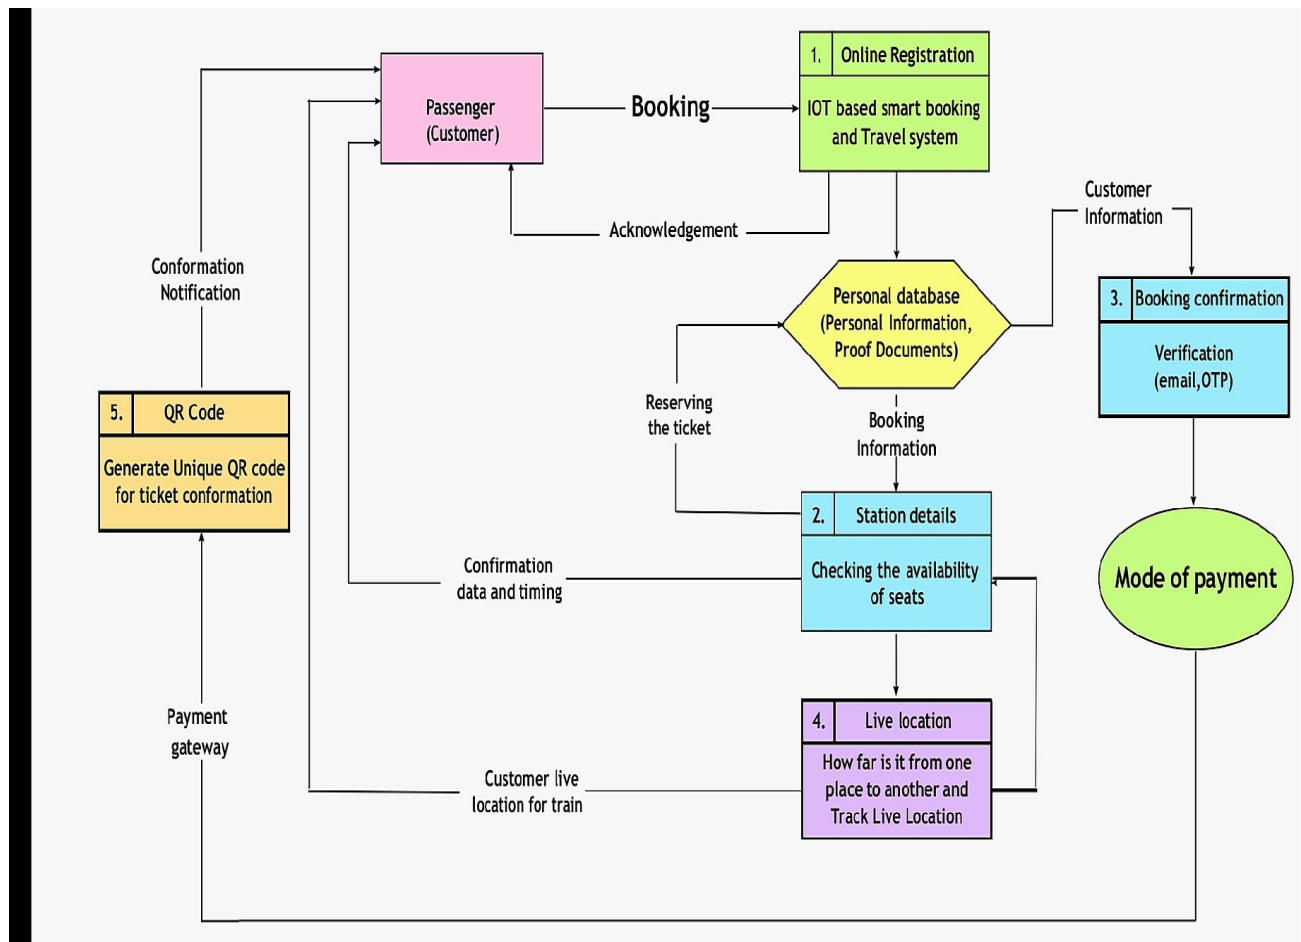 1. Online Registration
Passenger
(Customer)
Booking
IOT based smart booking
and Travel system
Customer
Information
Acknowledgement
Conformation
Notification
Personal database
(Personal Information,
Proof Documents)
3. Booking confirmation
Verification
(email,OTP)
Reserving
the ticket
Booking
Information
5. QR Code
Generate Unique QR code
for ticket conformation
2. Station details
Checking the availability
of seats
Confirmation
data and timing
Mode of payment
Payment
gateway
4. Live location
How far is it from one
place to another and
Track Live Location
Customer live
location for train